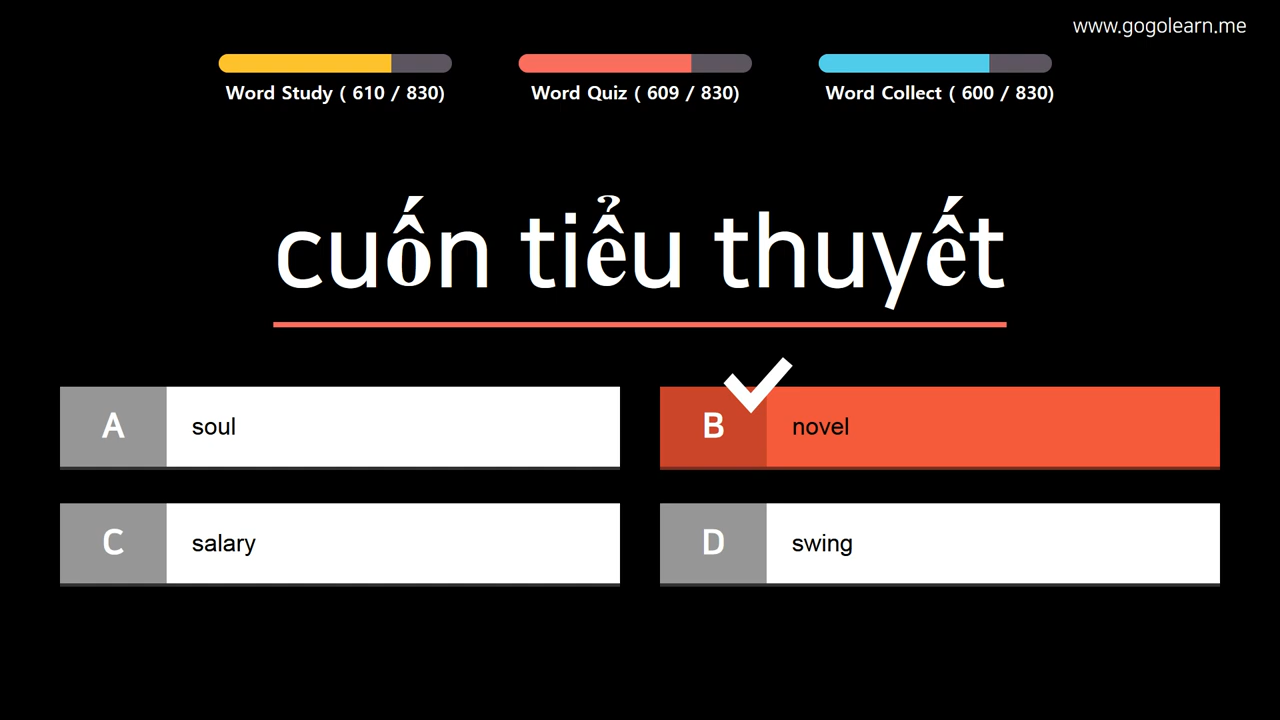 www.gogolearn.me
Word Study ( 610 / 830)
Word Quiz ( 609 / 830)
Word Collect ( 600 / 830)
cuốn tiểu thuyết
A soul
B novel
C salary
D swing